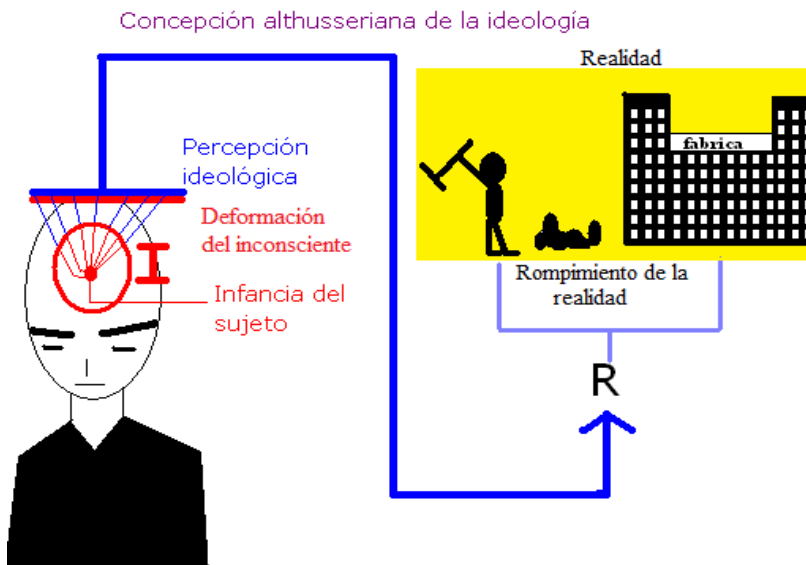 Concepción althusseriana de la ideología
Realidad
fabrica
Percepción
ideológica
Deformación
del inconsciente
I
Infancia del
sujeto
Rompimiento de la
realidad
R